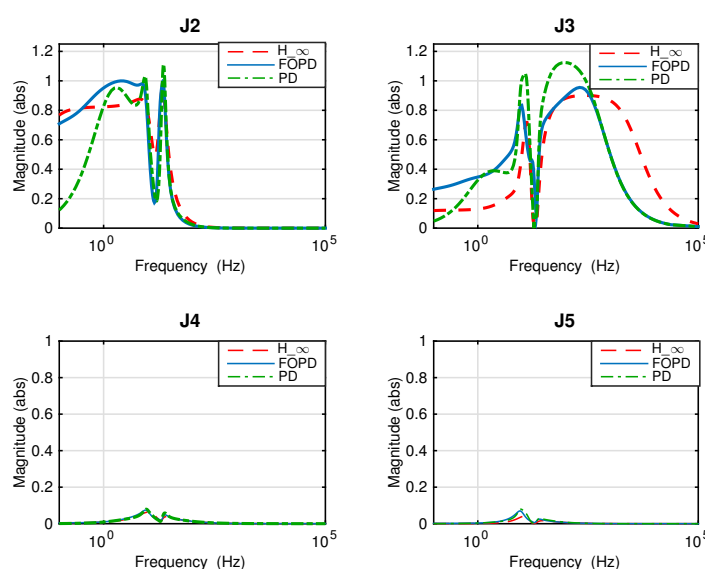 J2
H_∞
FOPD
PD
1.2
1
0.8
0.6
0.4
0.2
0
Magnitude (abs)
10^0
10^5
Frequency (Hz)
J3
H_∞
FOPD
PD
1.2
1
0.8
0.6
0.4
0.2
0
Magnitude (abs)
10^0
10^5
Frequency (Hz)
J4
H_∞
FOPD
PD
1
0.8
0.6
0.4
0.2
0
Magnitude (abs)
10^0
10^5
Frequency (Hz)
J5
H_∞
FOPD
PD
1
0.8
0.6
0.4
0.2
0
Magnitude (abs)
10^0
10^5
Frequency (Hz)